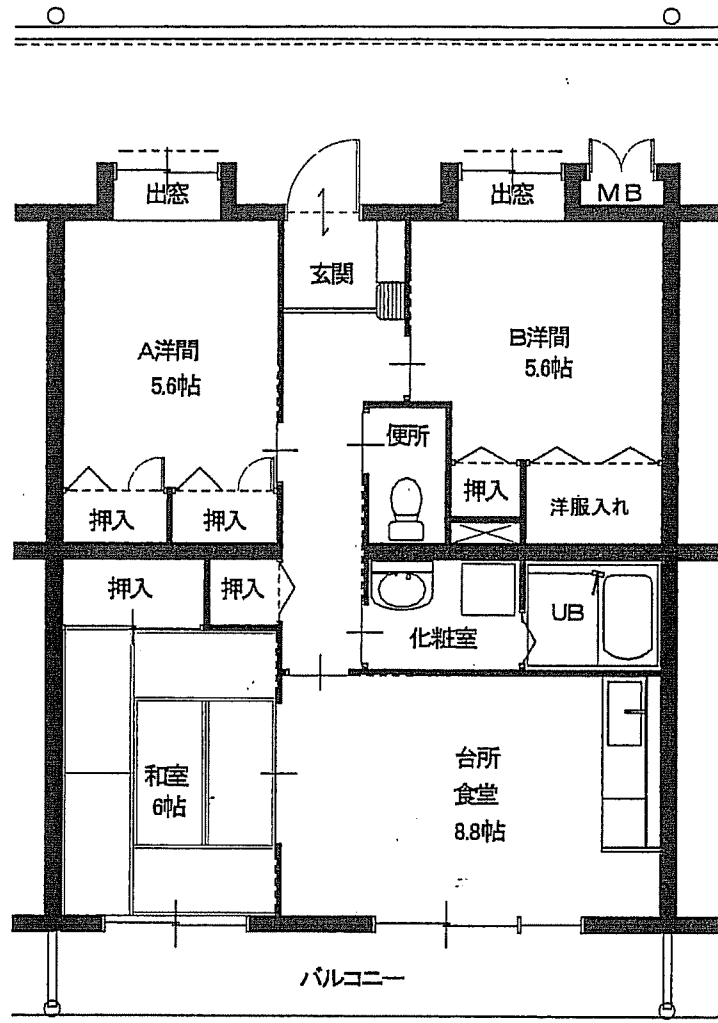 出窓
出窓
MB
玄関
A洋間
5.6帖
B洋間
5.6帖
便所
押入
押入
押入
洋服入れ
押入
押入
化粧室
UB
和室
6帖
台所
食堂
8.8帖
バルコニー